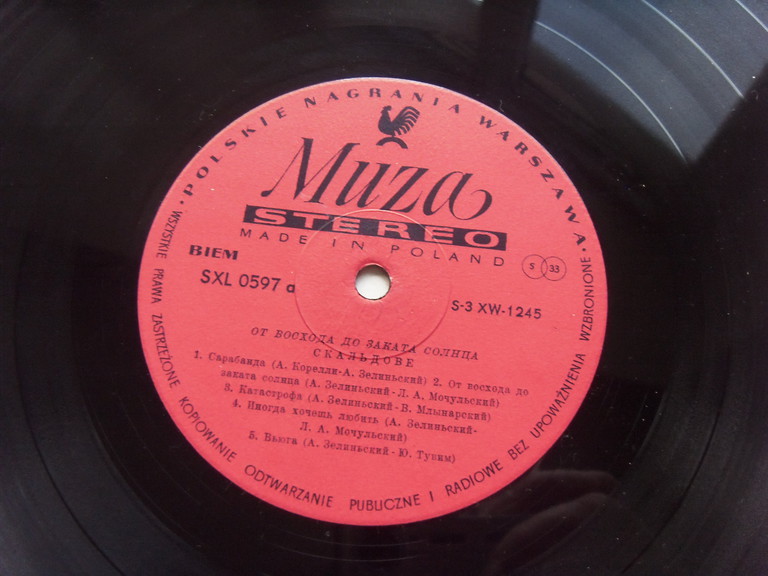 • POLSKIE NAGRANIA WARSZAWA •
Muza
STEREO
MADE IN POLAND
BIEM
S 33
SXL 0597 a
S-3 XW-1245
ОТ ВОСХОДА ДО ЗАКАТА СОЛНЦА
СКАЛЬДОВЕ
1. Сарабанда (А. Корелли-А. Зелиньский) 2. От восхода до
заката солнца (А. Зелиньский - Л. А. Мочульский)
3. Катастрофа (А. Зелиньский - В. Млынарский)
4. Иногда хочешь любить (А. Зелиньский-
Л. А. Мочульский)
5. Вьюга (А. Зелиньский - Ю. Тувим)
WSZYSTKIE PRAWA ZASTRZEŻONE KOPIOWANIE ODTWARZANIE PUBLICZNE I RADIOWE BEZ UPOWAŻNIENIA WZBRONIONE